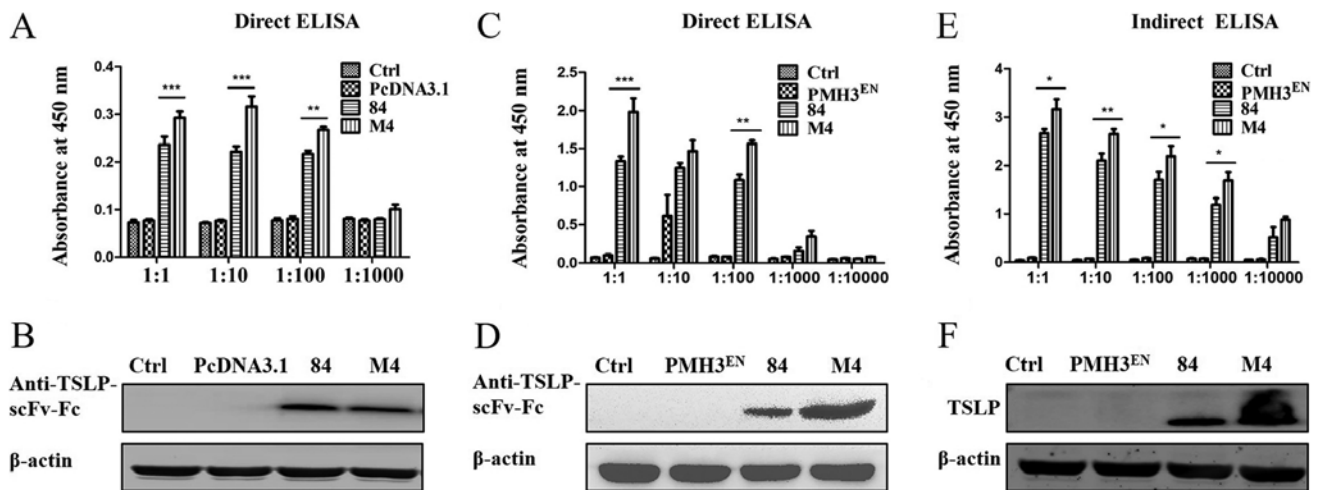 A
Direct ELISA
Absorbance at 450 nm
0.4
0.3
0.2
0.1
0.0
***
***
**
Ctrl
PcDNA3.1
84
M4
1:1 1:10 1:100 1:1000
C
Direct ELISA
Absorbance at 450 nm
2.5
2.0
1.5
1.0
0.5
0.0
***
**
Ctrl
PMH3EN
84
M4
1:1 1:10 1:100 1:1000 1:10000
E
Indirect ELISA
Absorbance at 450 nm
4
3
2
1
0
*
**
*
*
Ctrl
PMH3EN
84
M4
1:1 1:10 1:100 1:1000 1:10000
B
Ctrl PcDNA3.1 84 M4
Anti-TSLP-
scFv-Fc
β-actin
D
Ctrl PMH3EN 84 M4
Anti-TSLP-
scFv-Fc
β-actin
F
Ctrl PMH3EN 84 M4
TSLP
β-actin